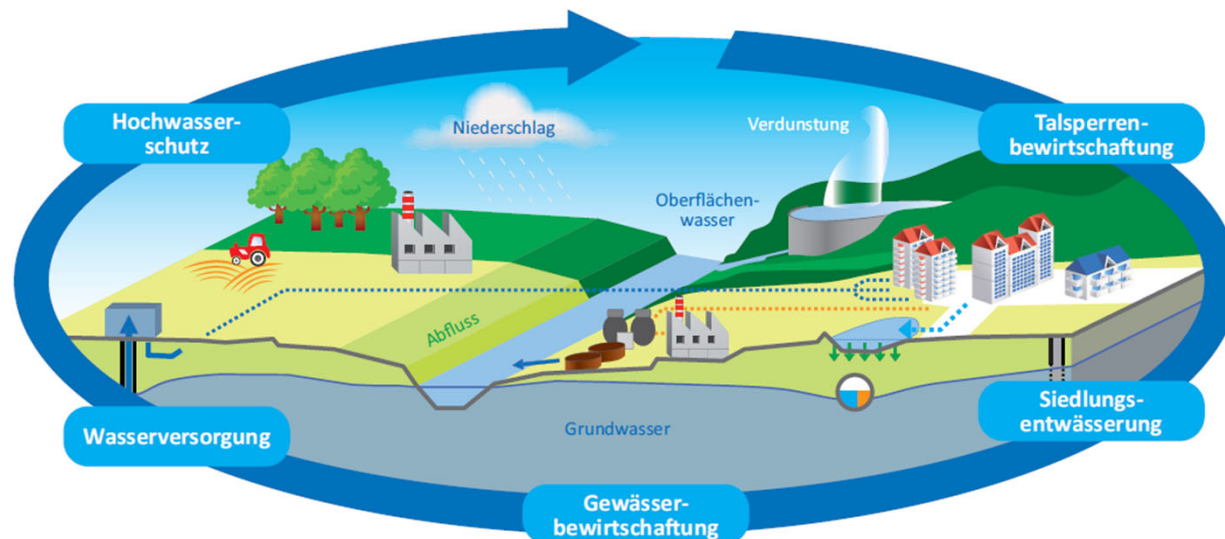 Hochwasser-
schutz
Niederschlag
Verdunstung
Talsperren-
bewirtschaftung
Oberflächen-
wasser
Abfluss
Wasserversorgung
Grundwasser
Siedlungs-
entwässerung
Gewässer-
bewirtschaftung